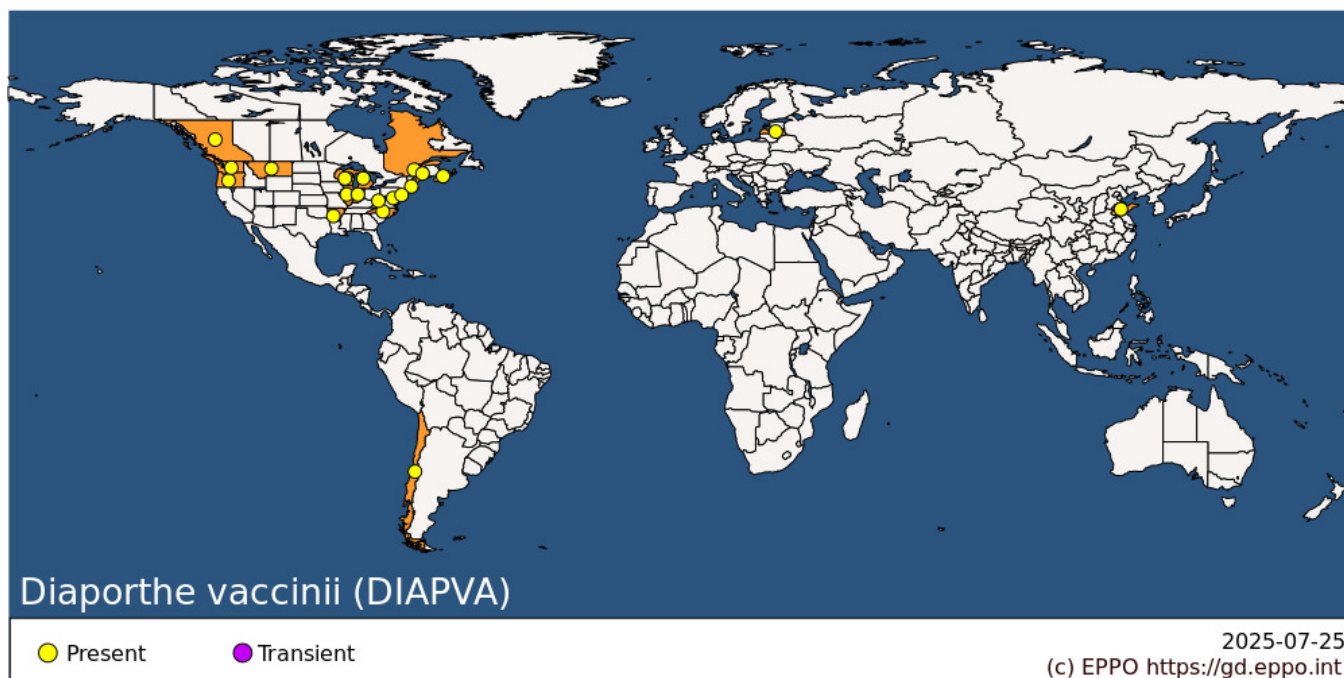 Diaporthe vaccinii (DIAPVA)
Present
Transient
2025-07-25
(c) EPPO https://gd.eppo.int